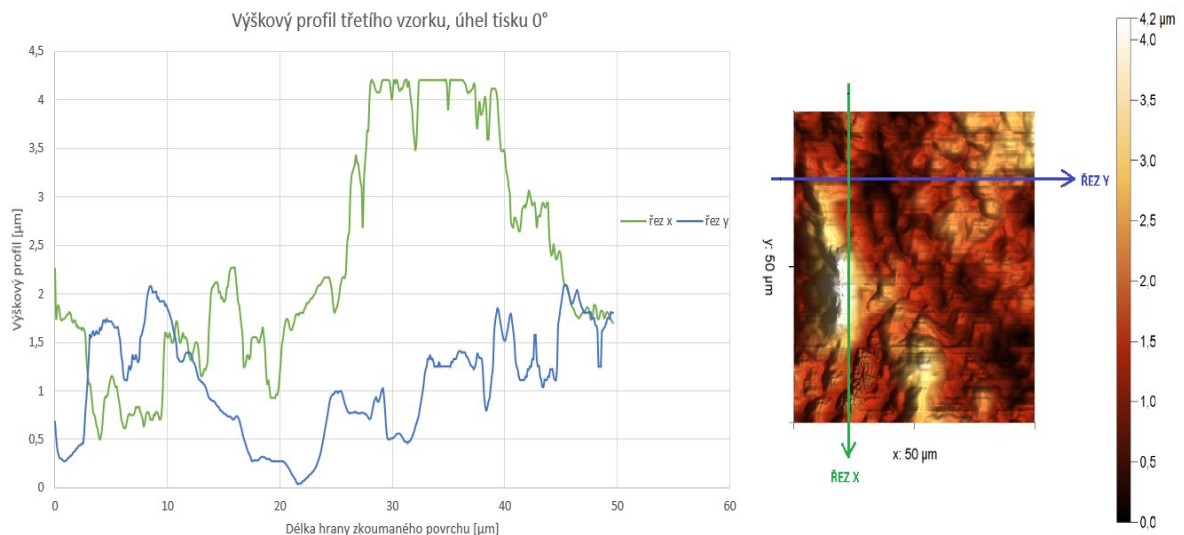 Výškový profil třetího vzorku, úhel tisku 0°
4,5
4
3,5
3
2,5
2
1,5
1
0,5
0
Výškový profil [µm]
0 10 20 30 40 50 60
Délka hrany zkoumaného povrchu [µm]
řez x řez y
ŘEZ Y
y: 50 µm
x: 50 µm
ŘEZ X
4,2 µm
4,0
3,5
3,0
2,5
2,0
1,5
1,0
0,5
0,0